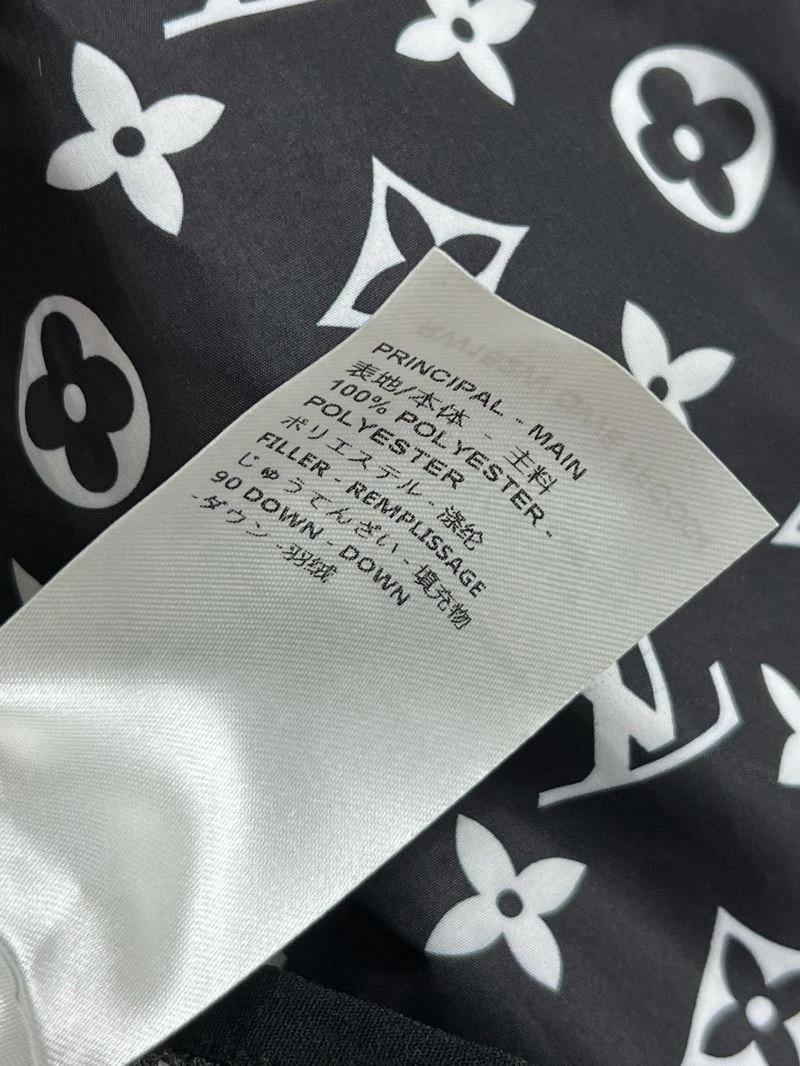 PRINCIPAL - MAIN
表地/本体 - 主料
100% POLYESTER -
POLYESTER
ポリエステル - 涤纶
FILLER - REMPLISSAGE
じゅうてんざい - 填充物
90 DOWN - DOWN
-ダウン -羽绒